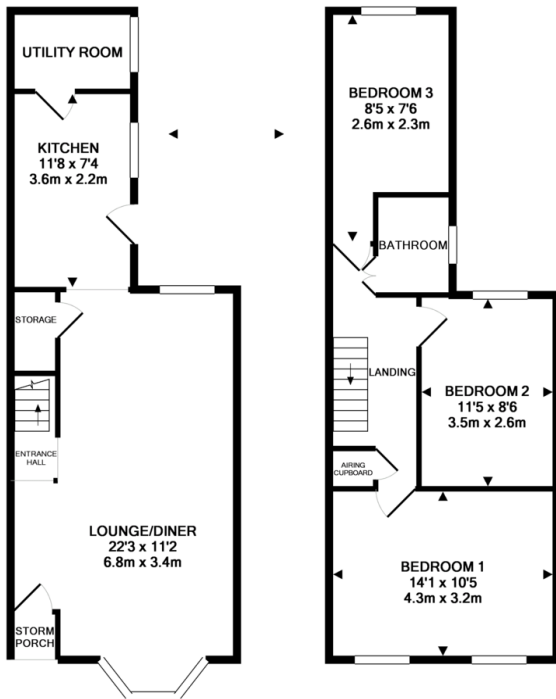 UTILITY ROOM
KITCHEN
11'8 x 7'4
3.6m x 2.2m
STORAGE
ENTRANCE
HALL
LOUNGE/DINER
22'3 x 11'2
6.8m x 3.4m
STORM
PORCH
BEDROOM 3
8'5 x 7'6
2.6m x 2.3m
BATHROOM
LANDING
BEDROOM 2
11'5 x 8'6
3.5m x 2.6m
AIRING
CUPBOARD
BEDROOM 1
14'1 x 10'5
4.3m x 3.2m